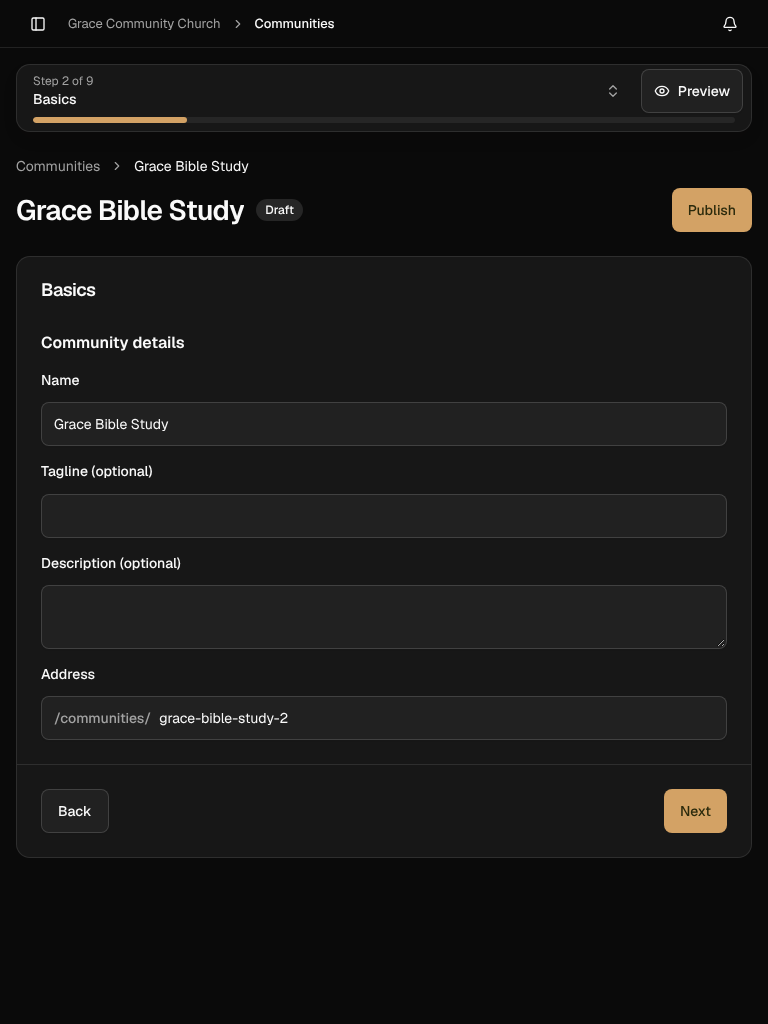 Grace Community Church > Communities
Step 2 of 9
Basics
Preview
Communities > Grace Bible Study
Grace Bible Study
Draft
Publish
Basics
Community details
Name
Grace Bible Study
Tagline (optional)
Description (optional)
Address
/communities/ grace-bible-study-2
Back
Next